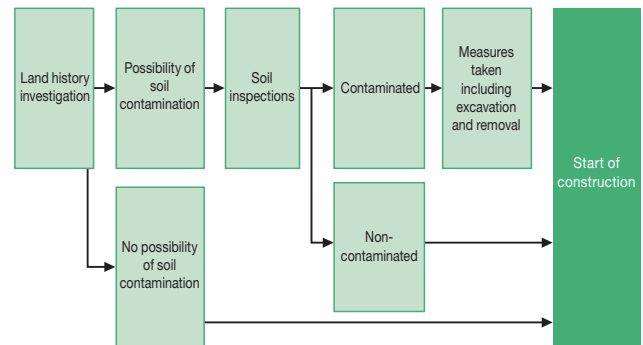 Land history
investigation
Possibility of
soil
contamination
Soil
inspections
Contaminated
Measures
taken
including
excavation
and removal
Start of
construction
No possibility
of soil
contamination
Non-
contaminated